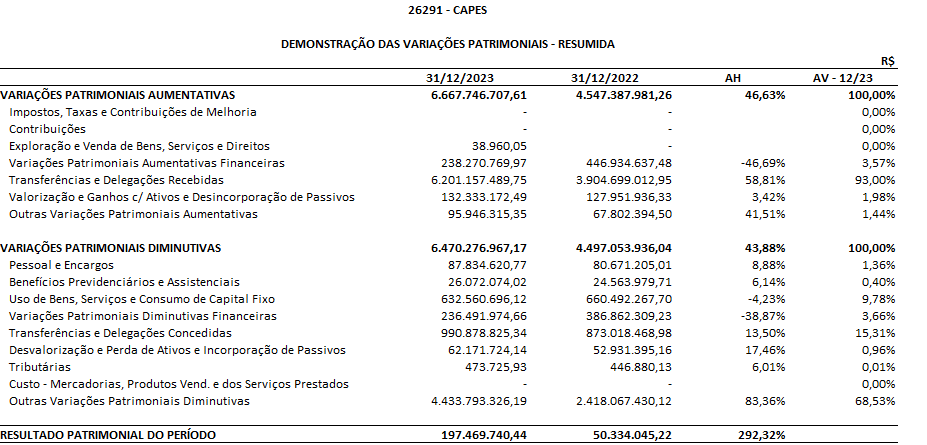 26291 - CAPES
DEMONSTRAÇÃO DAS VARIAÇÕES PATRIMONIAIS - RESUMIDA
R$
31/12/2023 31/12/2022 AH AV - 12/23
VARIAÇÕES PATRIMONIAIS AUMENTATIVAS 6.667.746.707,61 4.547.387.981,26 46,63% 100,00%
Impostos, Taxas e Contribuições de Melhoria - - 0,00%
Contribuições - - 0,00%
Exploração e Venda de Bens, Serviços e Direitos 38.960,05 - 0,00%
Variações Patrimoniais Aumentativas Financeiras 238.270.769,97 446.934.637,48 -46,69% 3,57%
Transferências e Delegações Recebidas 6.201.157.489,75 3.904.699.012,95 58,81% 93,00%
Valorização e Ganhos c/ Ativos e Desincorporação de Passivos 132.333.172,49 127.951.936,33 3,42% 1,98%
Outras Variações Patrimoniais Aumentativas 95.946.315,35 67.802.394,50 41,51% 1,44%
VARIAÇÕES PATRIMONIAIS DIMINUTIVAS 6.470.276.967,17 4.497.053.936,04 43,88% 100,00%
Pessoal e Encargos 87.834.620,77 80.671.205,01 8,88% 1,36%
Benefícios Previdenciários e Assistenciais 26.072.074,02 24.563.979,71 6,14% 0,40%
Uso de Bens, Serviços e Consumo de Capital Fixo 632.560.696,12 660.492.267,70 -4,23% 9,78%
Variações Patrimoniais Diminutivas Financeiras 236.491.974,66 386.862.309,23 -38,87% 3,66%
Transferências e Delegações Concedidas 990.878.825,34 873.018.468,98 13,50% 15,31%
Desvalorização e Perda de Ativos e Incorporação de Passivos 62.171.724,14 52.931.395,16 17,46% 0,96%
Tributárias 473.725,93 446.880,13 6,01% 0,01%
Custo - Mercadorias, Produtos Vend. e dos Serviços Prestados - - 0,00%
Outras Variações Patrimoniais Diminutivas 4.433.793.326,19 2.418.067.430,12 83,36% 68,53%
RESULTADO PATRIMONIAL DO PERÍODO 197.469.740,44 50.334.045,22 292,32%